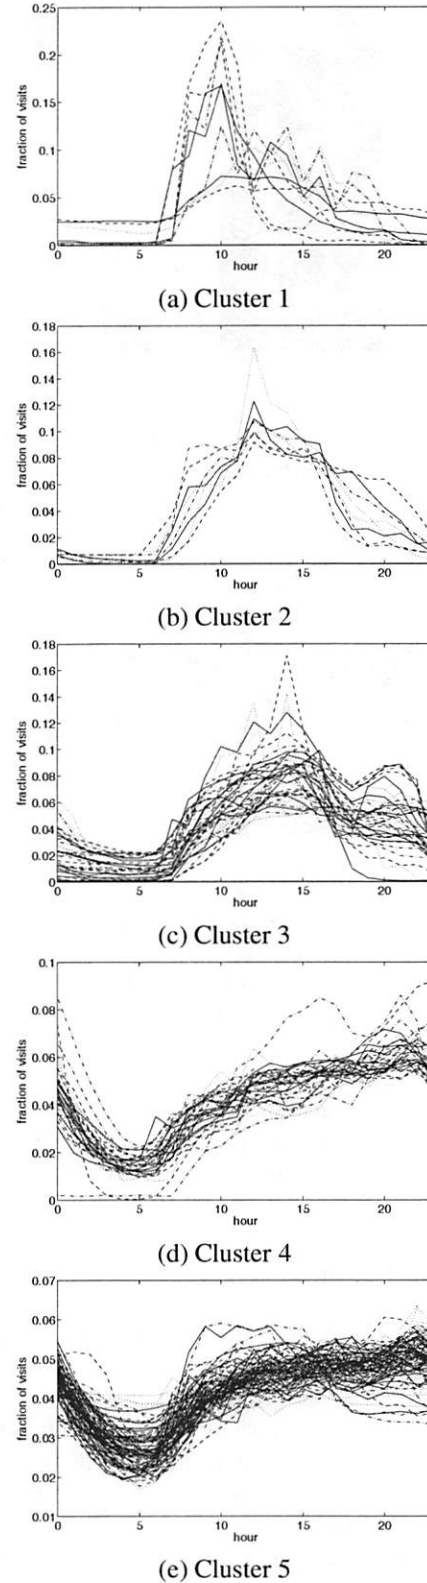 0.25
0.2
0.15
0.1
0.05
0
fraction of visits
0 5 10 15 20
hour
(a) Cluster 1
0.18
0.16
0.14
0.12
0.1
0.08
0.06
0.04
0.02
0
fraction of visits
0 5 10 15 20
hour
(b) Cluster 2
0.18
0.16
0.14
0.12
0.1
0.08
0.06
0.04
0.02
0
fraction of visits
0 5 10 15 20
hour
(c) Cluster 3
0.1
0.08
0.06
0.04
0.02
0
fraction of visits
0 5 10 15 20
hour
(d) Cluster 4
0.07
0.06
0.05
0.04
0.03
0.02
0.01
fraction of visits
0 5 10 15 20
hour
(e) Cluster 5